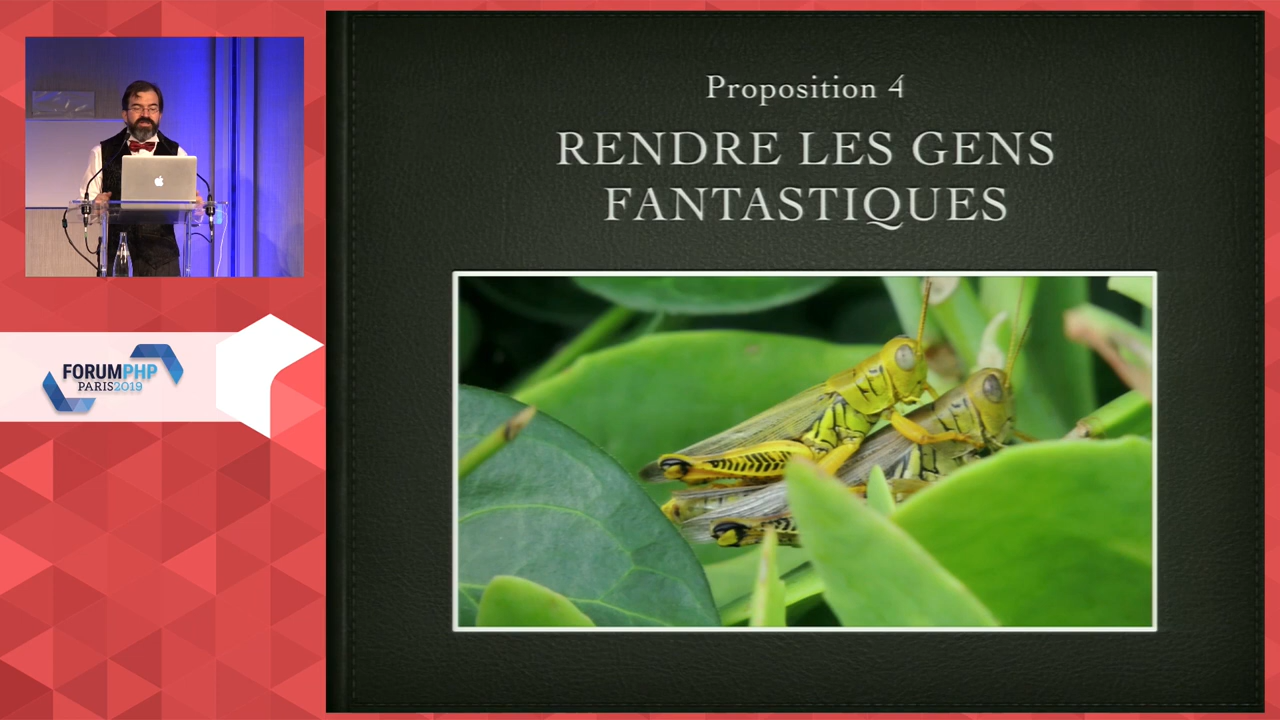 Proposition 4
RENDRE LES GENS
FANTASTIQUES
FORUMPHP
PARIS2019